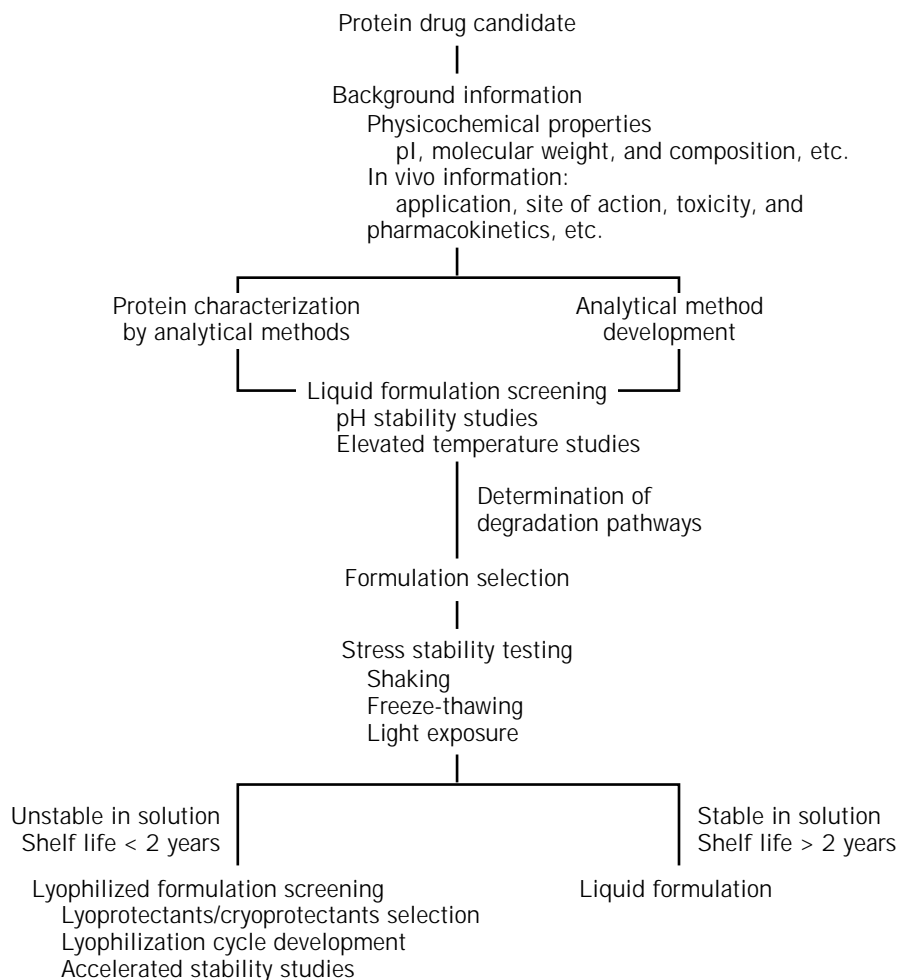 Protein drug candidate
Background information
Physicochemical properties
pI, molecular weight, and composition, etc.
In vivo information:
application, site of action, toxicity, and
pharmacokinetics, etc.
Protein characterization
by analytical methods
Analytical method
development
Liquid formulation screening
pH stability studies
Elevated temperature studies
Determination of
degradation pathways
Formulation selection
Stress stability testing
Shaking
Freeze-thawing
Light exposure
Unstable in solution
Shelf life < 2 years
Stable in solution
Shelf life > 2 years
Lyophilized formulation screening
Lyoprotectants/cryoprotectants selection
Lyophilization cycle development
Accelerated stability studies
Liquid formulation